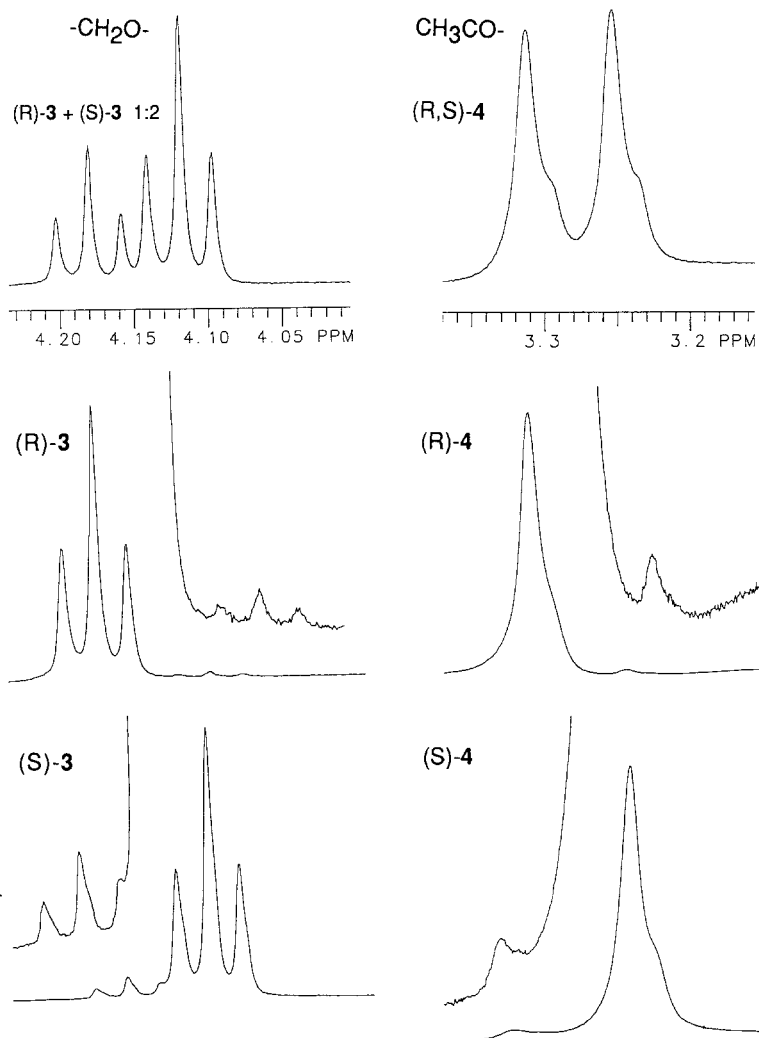 -CH2O-
CH3CO-
(R)-3 + (S)-3 1:2
(R,S)-4
4.20 4.15 4.10 4.05 PPM
3.3 3.2 PPM
(R)-3
(R)-4
(S)-3
(S)-4